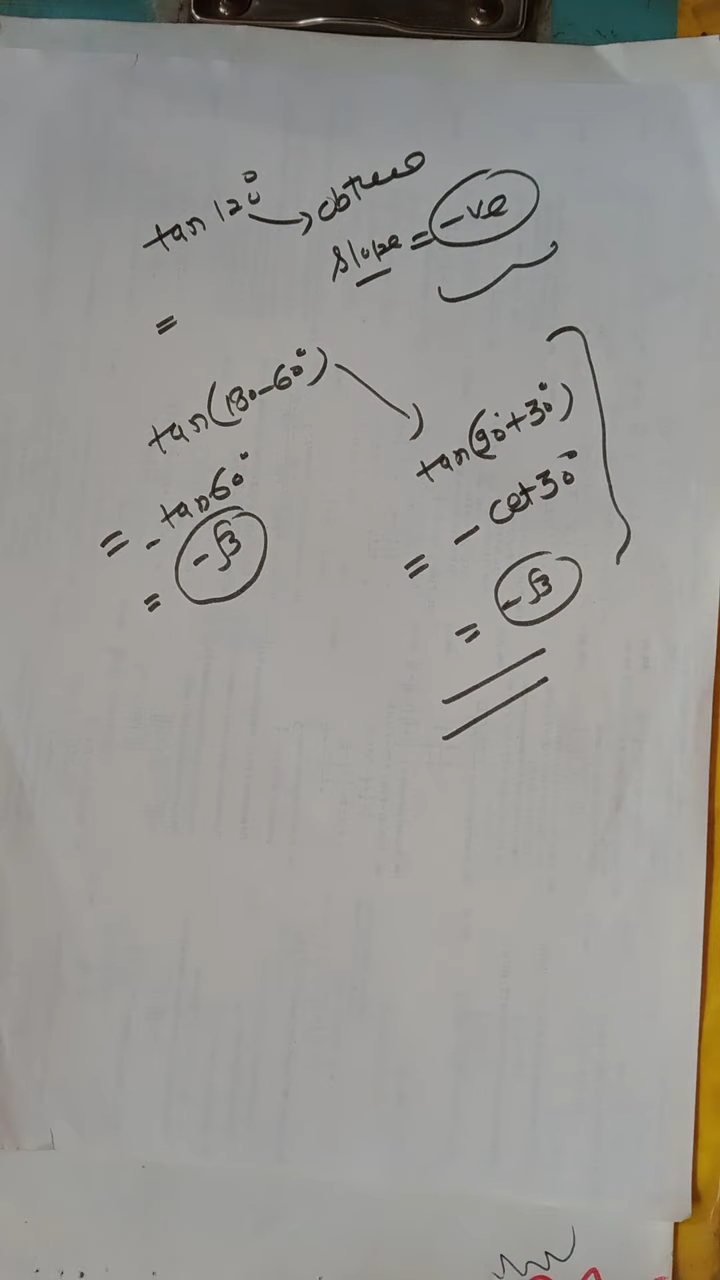 tan 120° → obtuse
slope = -ve
=
tan(180-60°)
= -tan60°
= -√3
tan(90°+30°)
= - cot30°
= -√3